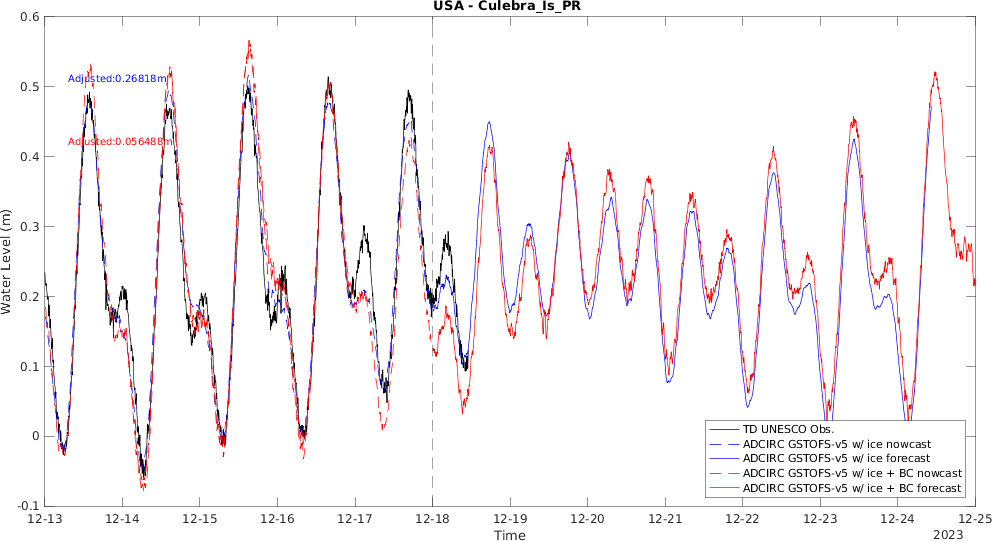 USA - Culebra_Is_PR
0.6
0.5
0.4
0.3
0.2
0.1
0
-0.1
Water Level (m)
Adjusted:0.26818m
Adjusted:0.056488m
TD UNESCO Obs.
ADCIRC GSTOFS-v5 w/ ice nowcast
ADCIRC GSTOFS-v5 w/ ice forecast
ADCIRC GSTOFS-v5 w/ ice + BC nowcast
ADCIRC GSTOFS-v5 w/ ice + BC forecast
12-13 12-14 12-15 12-16 12-17 12-18 12-19 12-20 12-21 12-22 12-23 12-24 12-25
Time
2023